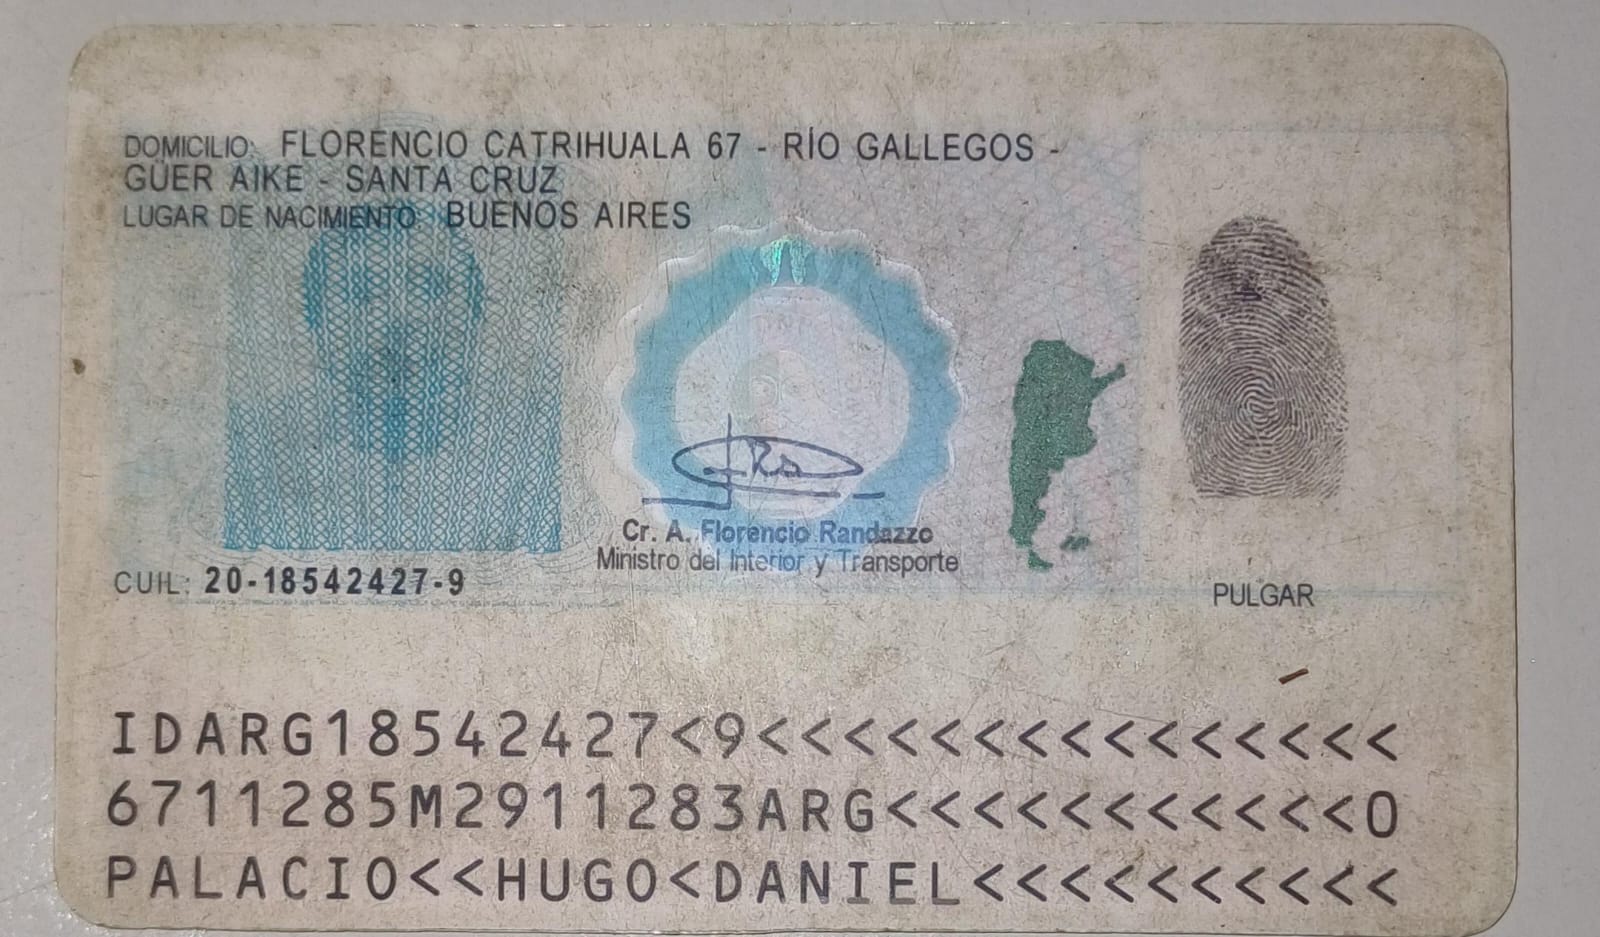 DOMICILIO: FLORENCIO CATRIHUALA 67 - RÍO GALLEGOS -
GÜER AIKE - SANTA CRUZ
LUGAR DE NACIMIENTO: BUENOS AIRES
Cr. A. Florencio Randazzo
Ministro del Interior y Transporte
CUIL: 20-18542427-9
PULGAR
IDARG18542427<9<<<<<<<<<<<<<<<
6711285M2911283ARG<<<<<<<<<<<0
PALACIO<<HUGO<DANIEL<<<<<<<<<<